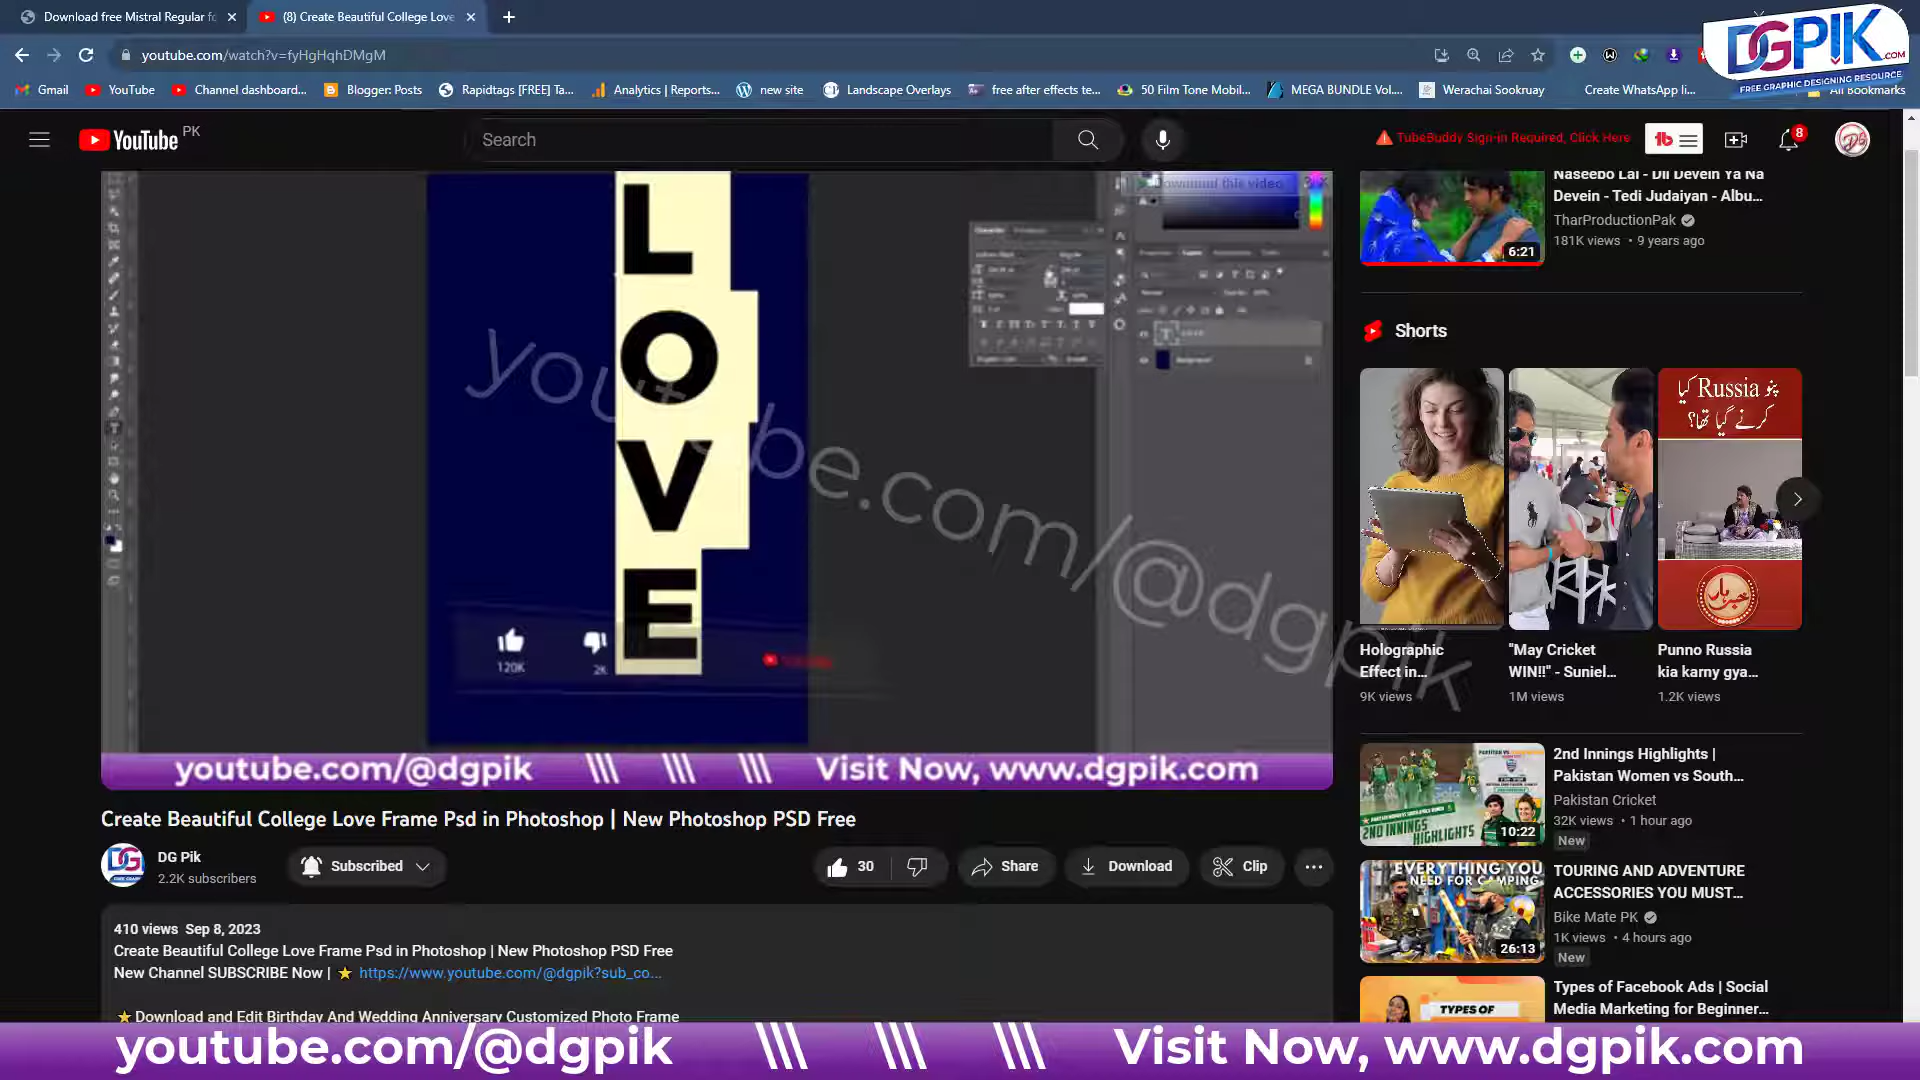 Download free Mistral Regular fo
(8) Create Beautiful College Love
youtube.com/watch?v=fyHgHqhDMgM
DGPIK.COM
FREE GRAPHIC DESIGNING RESOURCE
Gmail
YouTube
Channel dashboard...
Blogger: Posts
Rapidtags [FREE] Ta...
Analytics | Reports...
new site
Landscape Overlays
free after effects te...
50 Film Tone Mobil...
MEGA BUNDLE Vol...
Werachai Sookruay
Create WhatsApp li...
All Bookmarks
YouTube PK
Search
TubeBuddy Sign-in Required, Click Here
8
Download this video
L
O
V
E
120K
2K
youtube.com/@dgpik
youtube.com/@dgpik \\\ \\\ \\\ Visit Now, www.dgpik.com
Create Beautiful College Love Frame Psd in Photoshop | New Photoshop PSD Free
DG Pik
2.2K subscribers
Subscribed
30
Share
Download
Clip
410 views Sep 8, 2023
Create Beautiful College Love Frame Psd in Photoshop | New Photoshop PSD Free
New Channel SUBSCRIBE Now | ⭐ https://www.youtube.com/@dgpik?sub_co...
⭐Download and Edit Birthday And Wedding Anniversary Customized Photo Frame
Naseebo Lal - Dil Devein Ya Na
Devein - Tedi Judaiyan - Albu...
TharProductionPak
181K views • 9 years ago
6:21
Shorts
پنو Russia کیا
کرنے گیا تھا؟
خبرہار
Holographic
Effect in...
9K views
"May Cricket
WIN!!" - Suniel...
1M views
Punno Russia
kia karny gya...
1.2K views
2ND INNINGS
HIGHLIGHTS
10:22
2nd Innings Highlights |
Pakistan Women vs South...
Pakistan Cricket
32K views • 1 hour ago
New
EVERYTHING YOU
NEED FOR CAMPING
26:13
TOURING AND ADVENTURE
ACCESSORIES YOU MUST...
Bike Mate PK
1K views • 4 hours ago
New
TYPES OF
Types of Facebook Ads | Social
Media Marketing for Beginner...
youtube.com/@dgpik \\\ \\\ \\\ Visit Now, www.dgpik.com